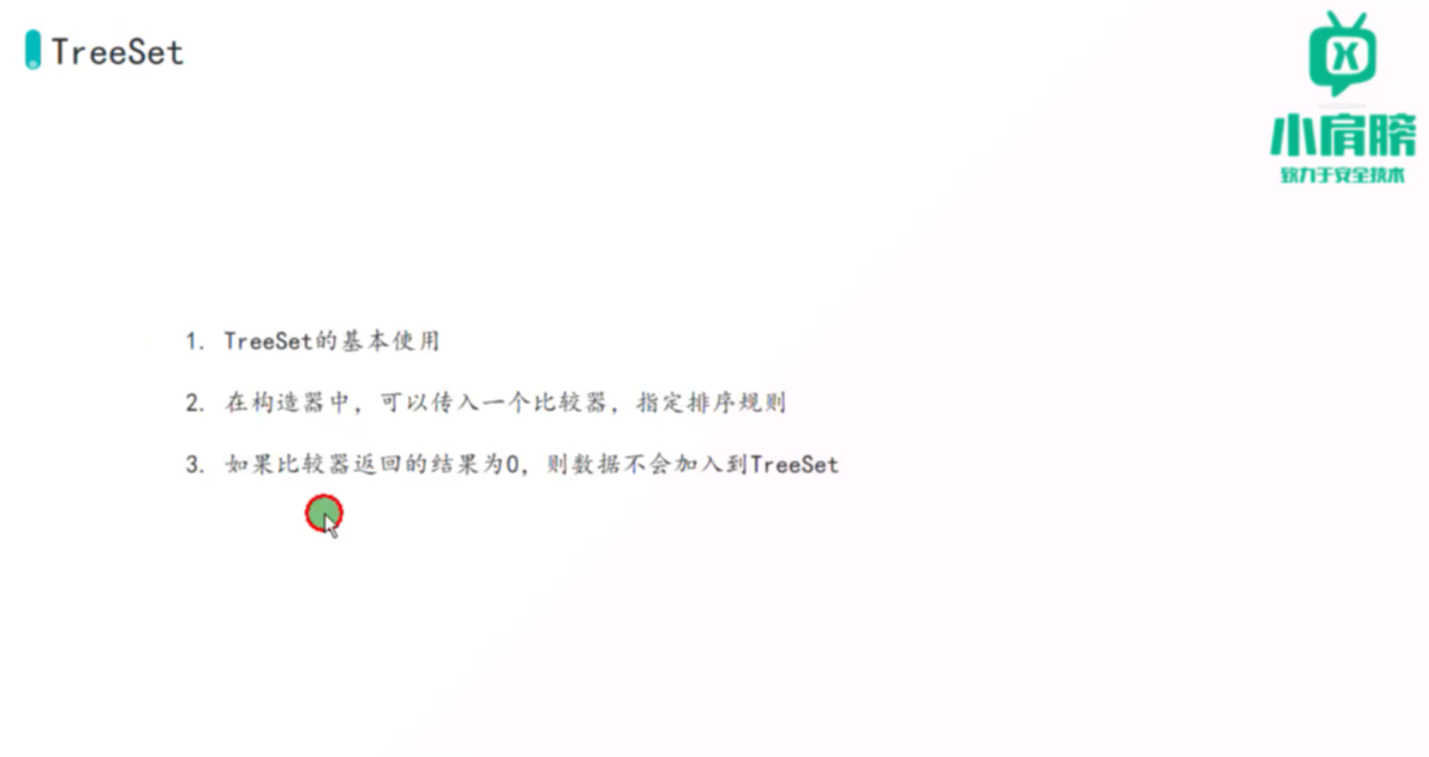 TreeSet
X
小肩膀
致力于安全技术
1. TreeSet的基本使用
2. 在构造器中，可以传入一个比较器，指定排序规则
3. 如果比较器返回的结果为0，则数据不会加入到TreeSet